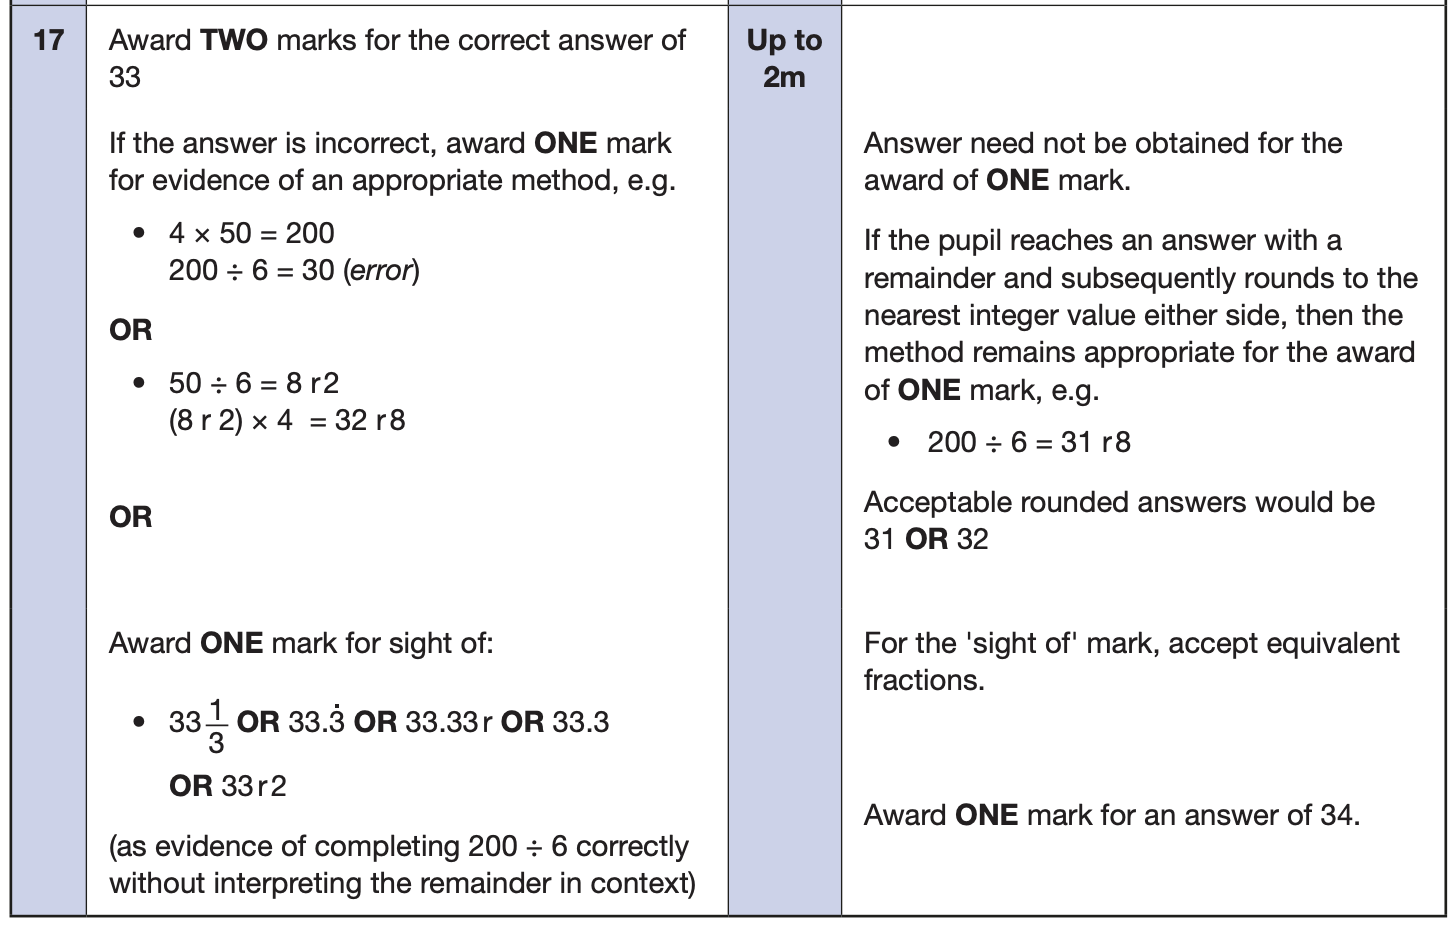 17
Award TWO marks for the correct answer of
33
If the answer is incorrect, award ONE mark
for evidence of an appropriate method, e.g.
• 4 × 50 = 200
200 ÷ 6 = 30 (error)
OR
• 50 ÷ 6 = 8 r 2
(8 r 2) × 4 = 32 r 8
OR
Award ONE mark for sight of:
• 33 1/3 OR 33.3̇ OR 33.33 r OR 33.3
OR 33 r 2
(as evidence of completing 200 ÷ 6 correctly
without interpreting the remainder in context)
Up to
2m
Answer need not be obtained for the
award of ONE mark.
If the pupil reaches an answer with a
remainder and subsequently rounds to the
nearest integer value either side, then the
method remains appropriate for the award
of ONE mark, e.g.
• 200 ÷ 6 = 31 r 8
Acceptable rounded answers would be
31 OR 32
For the 'sight of' mark, accept equivalent
fractions.
Award ONE mark for an answer of 34.